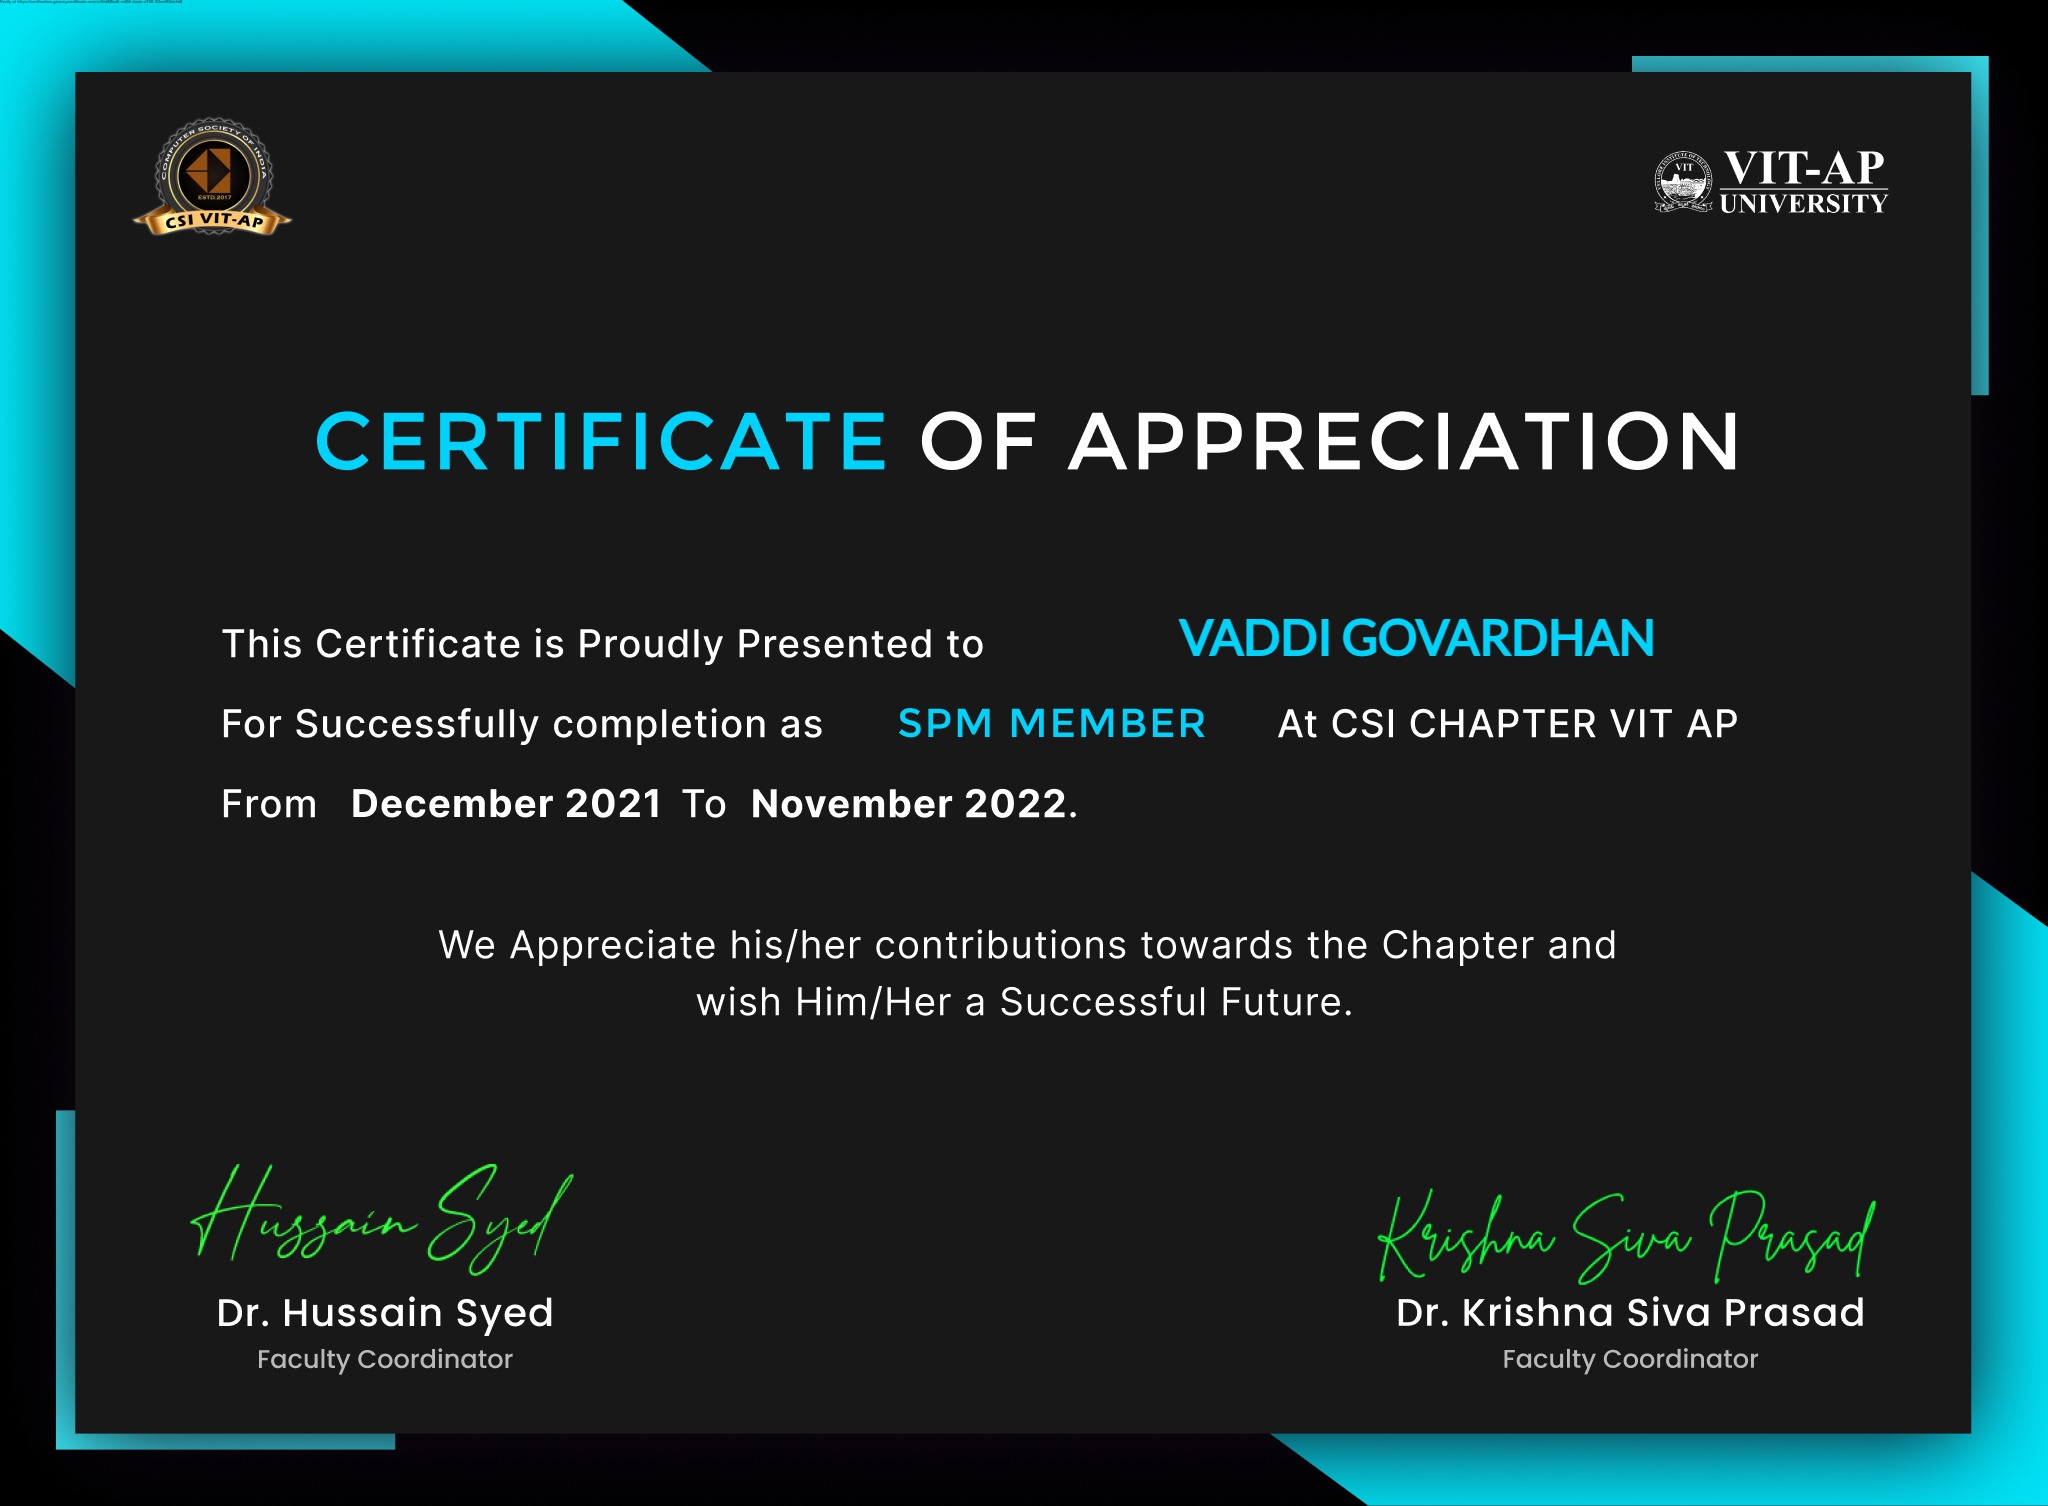 COMPUTER SOCIETY OF INDIA
ESTD.2017
CSI VIT-AP
VIT
VIT-AP
UNIVERSITY
CERTIFICATE OF APPRECIATION
This Certificate is Proudly Presented to VADDI GOVARDHAN
For Successfully completion as SPM MEMBER At CSI CHAPTER VIT AP
From December 2021 To November 2022.
We Appreciate his/her contributions towards the Chapter and
wish Him/Her a Successful Future.
Hussain Syed
Krishna Siva Prasad
Dr. Hussain Syed
Dr. Krishna Siva Prasad
Faculty Coordinator
Faculty Coordinator